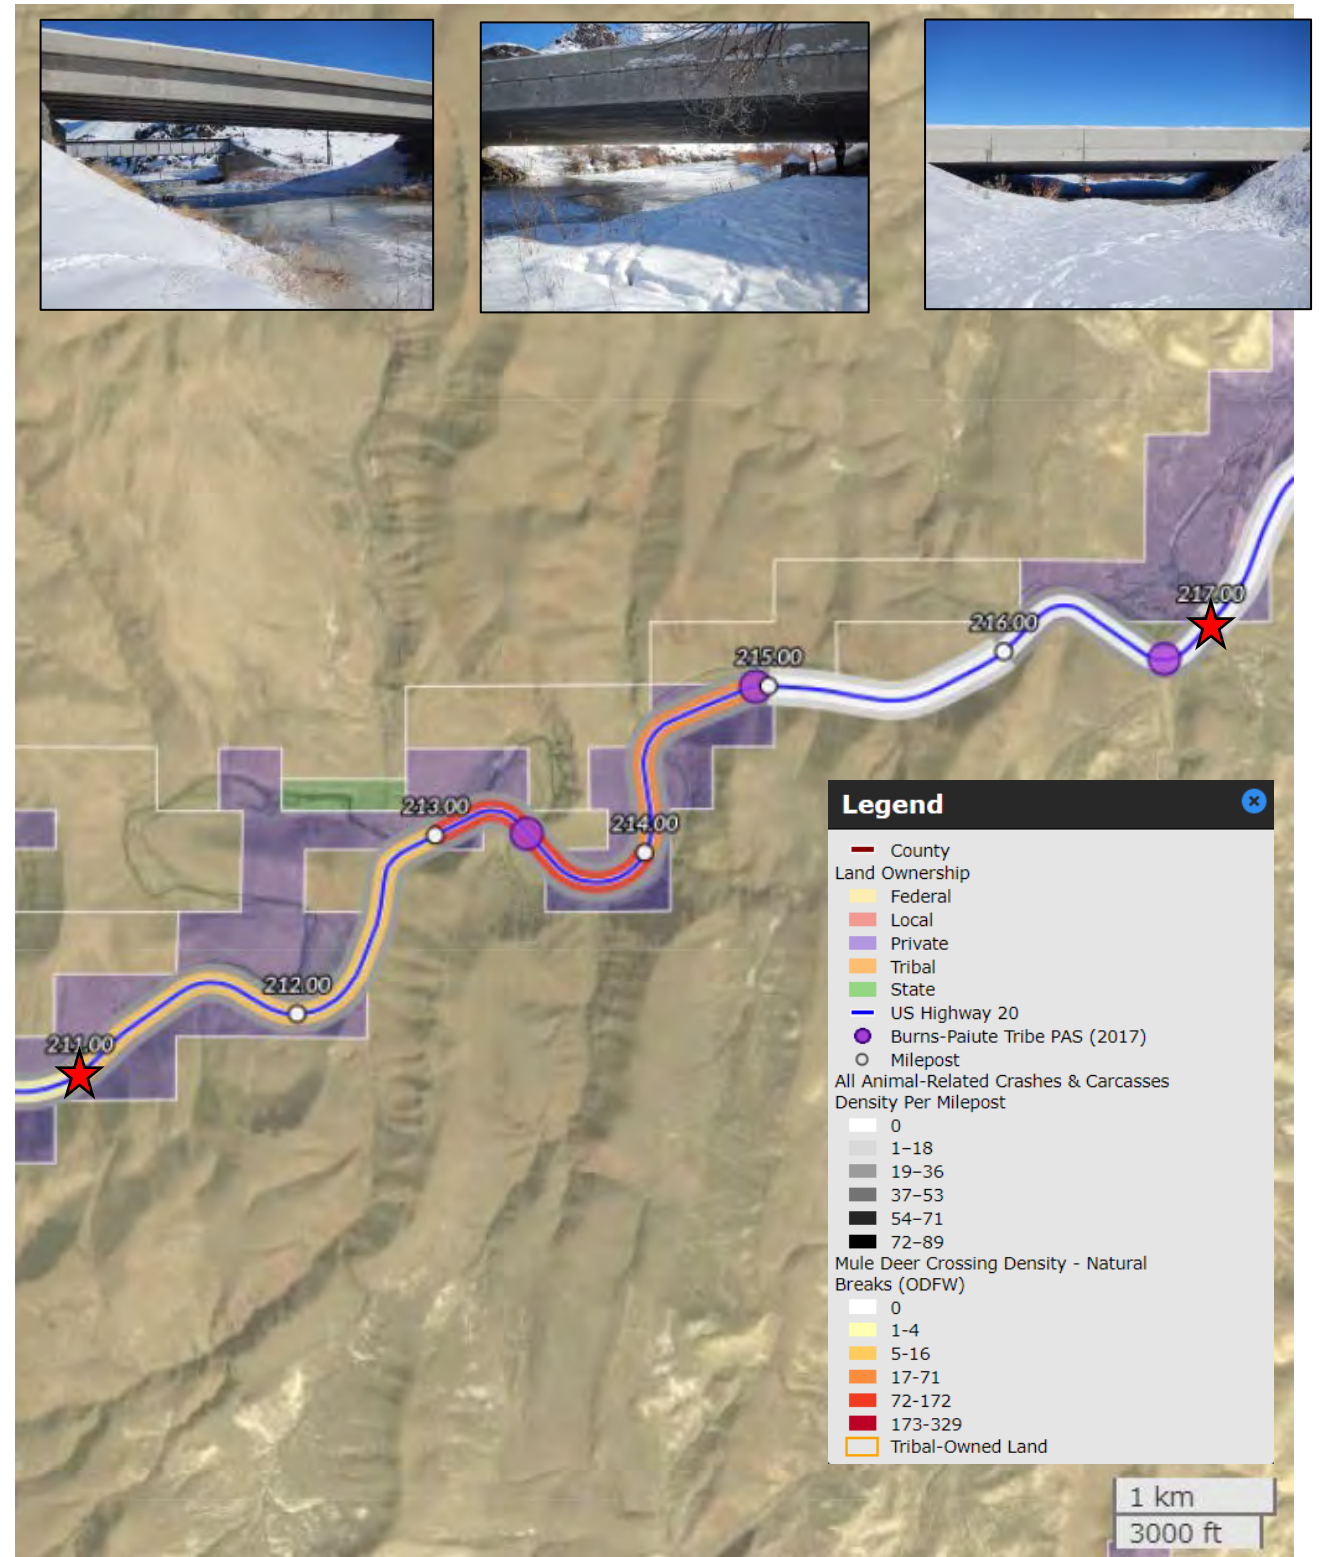 217.00
216.00
215.00
213.00
214.00
212.00
211.00
Legend
County
Land Ownership
Federal
Local
Private
Tribal
State
US Highway 20
Burns-Paiute Tribe PAS (2017)
Milepost
All Animal-Related Crashes & Carcasses
Density Per Milepost
0
1–18
19–36
37–53
54–71
72–89
Mule Deer Crossing Density - Natural
Breaks (ODFW)
0
1-4
5-16
17-71
72-172
173-329
Tribal-Owned Land
1 km
3000 ft